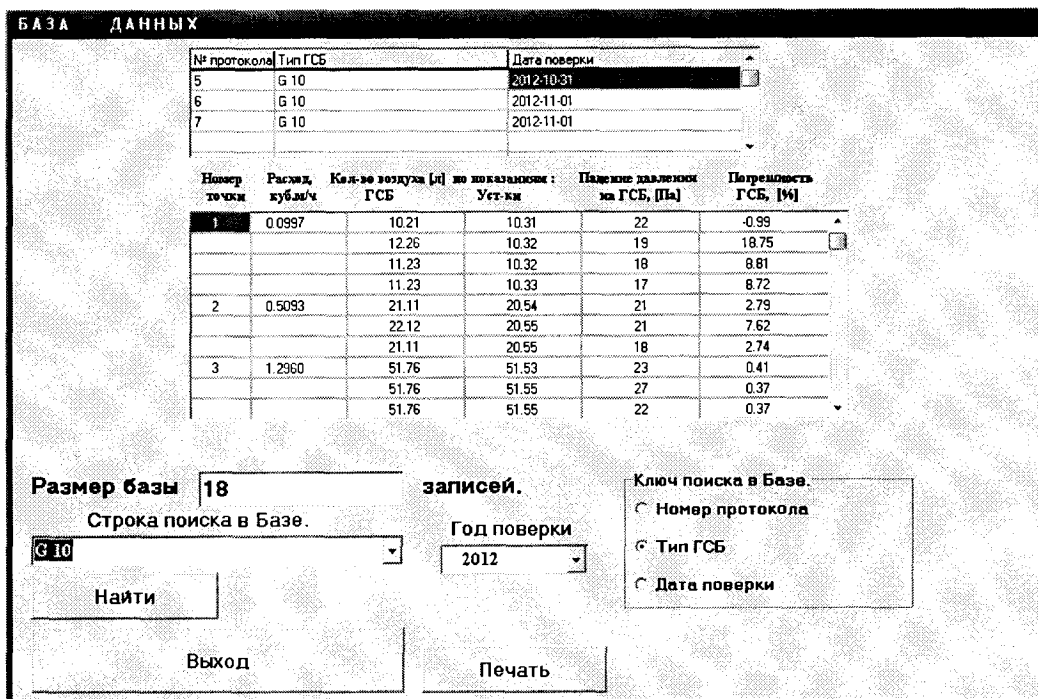 БАЗА ДАННЫХ
№ протокола Тип ГСБ Дата поверки
5 G 10 2012-10-31
6 G 10 2012-11-01
7 G 10 2012-11-01
Номер Расход, Кол-во воздуха [л] по показаниям : Падение давления Погрешность
точки куб.м/ч ГСБ Уст-ки на ГСБ, [Па] ГСБ, [%]
1 0.0997 10.21 10.31 22 -0.99
12.26 10.32 19 18.75
11.23 10.32 18 8.81
11.23 10.33 17 8.72
2 0.5093 21.11 20.54 21 2.79
22.12 20.55 21 7.62
21.11 20.55 18 2.74
3 1.2960 51.76 51.53 23 0.41
51.76 51.55 27 0.37
51.76 51.55 22 0.37
Размер базы 18 записей.
Строка поиска в Базе.
G 10
Год поверки
2012
Ключ поиска в Базе.
Номер протокола
Тип ГСБ
Дата поверки
Найти
Выход
Печать